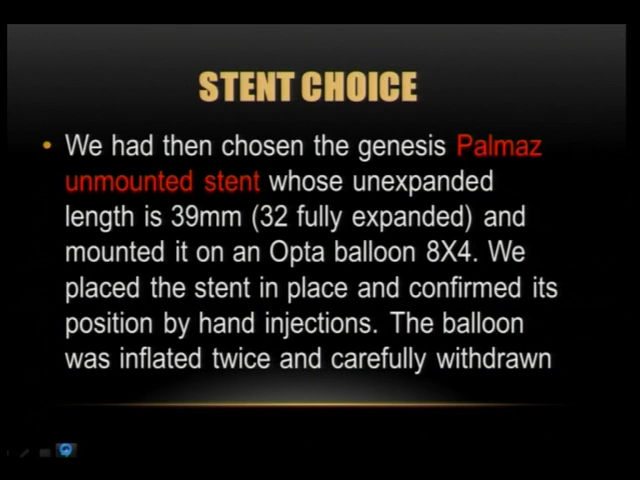 STENT CHOICE
• We had then chosen the genesis Palmaz
unmounted stent whose unexpanded
length is 39mm (32 fully expanded) and
mounted it on an Opta balloon 8X4. We
placed the stent in place and confirmed its
position by hand injections. The balloon
was inflated twice and carefully withdrawn